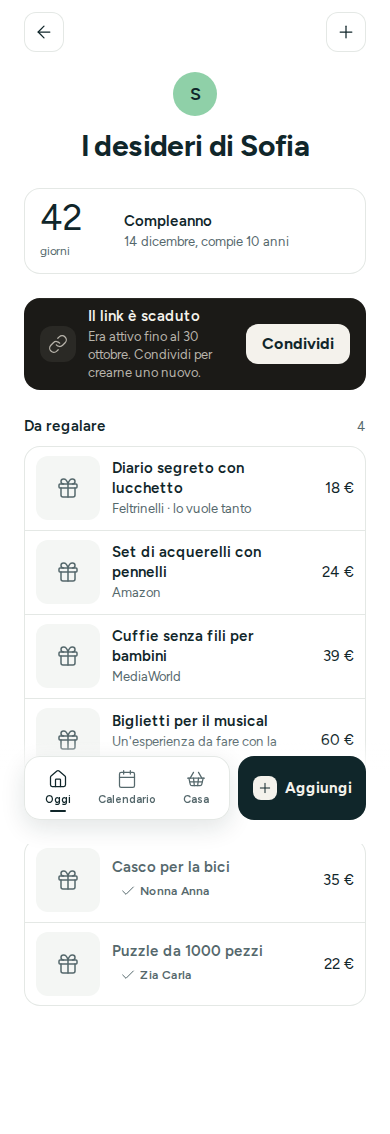 S
I desideri di Sofia
42
giorni
Compleanno
14 dicembre, compie 10 anni
Il link è scaduto
Era attivo fino al 30
ottobre. Condividi per
crearne uno nuovo.
Condividi
Da regalare
4
Diario segreto con
lucchetto
Feltrinelli · lo vuole tanto
18 €
Set di acquerelli con
pennelli
Amazon
24 €
Cuffie senza fili per
bambini
MediaWorld
39 €
Biglietti per il musical
Un'esperienza da fare con la
60 €
Oggi
Calendario
Casa
Aggiungi
Casco per la bici
Nonna Anna
35 €
Puzzle da 1000 pezzi
Zia Carla
22 €